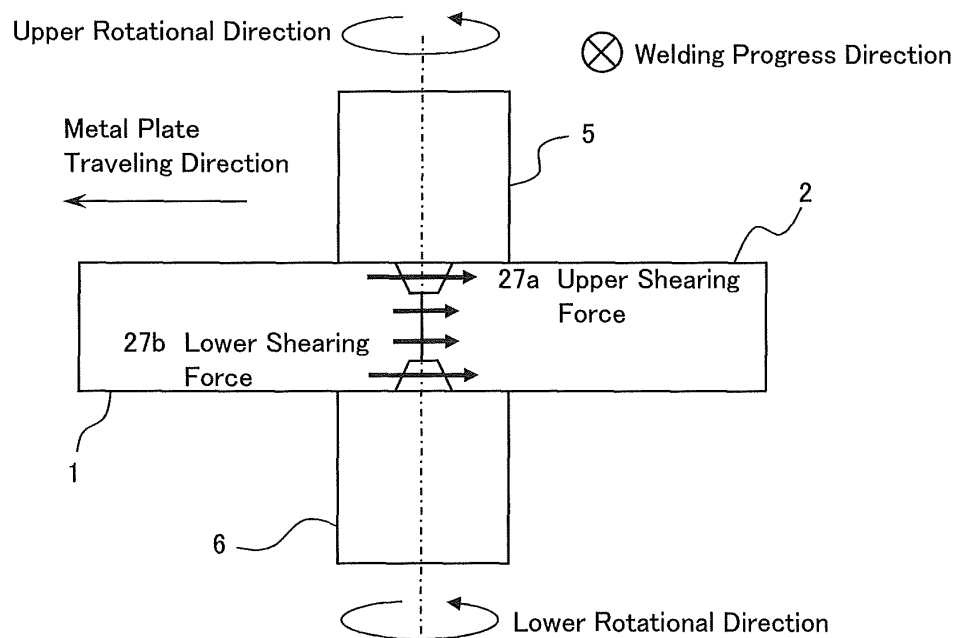 Upper Rotational Direction
Welding Progress Direction
Metal Plate
Traveling Direction
5
2
27a Upper Shearing
Force
27b Lower Shearing
Force
1
6
Lower Rotational Direction